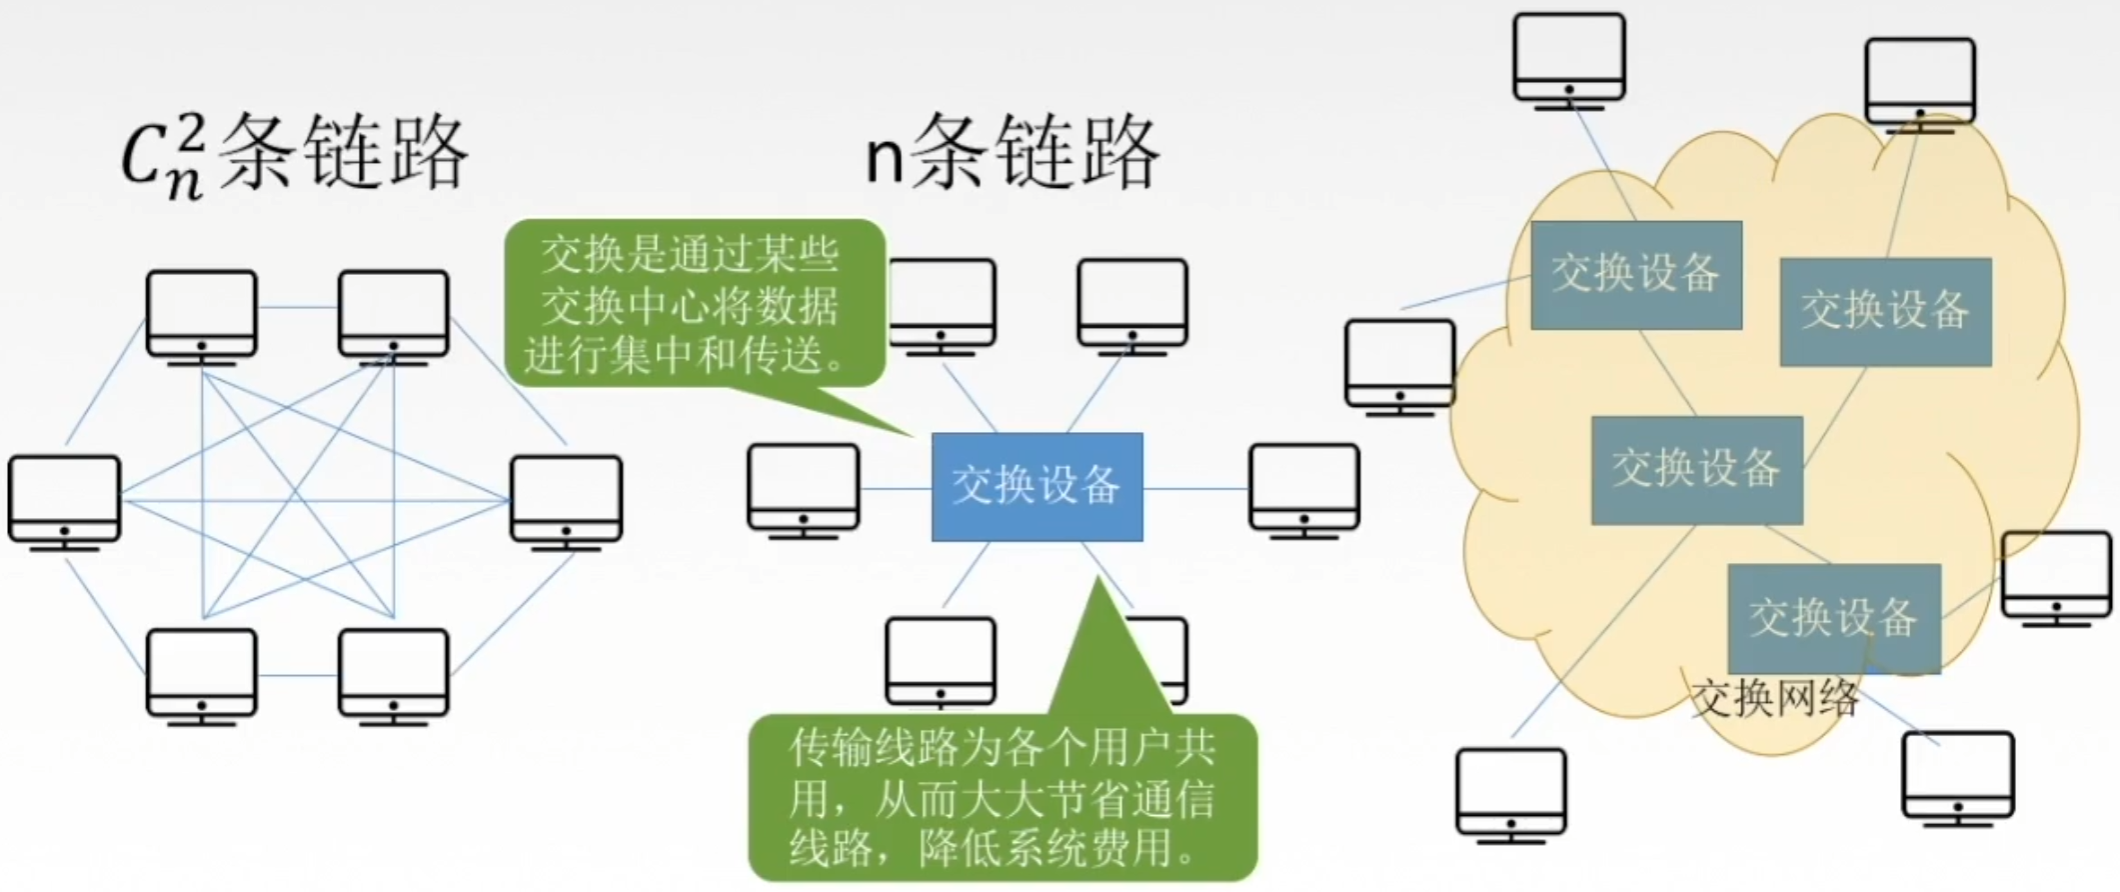 $C_n^2$条链路
n条链路
交换是通过某些
交换中心将数据
进行集中和传送。
交换设备
传输线路为各个用户共
用，从而大大节省通信
线路，降低系统费用。
交换设备
交换设备
交换设备
交换设备
交换网络